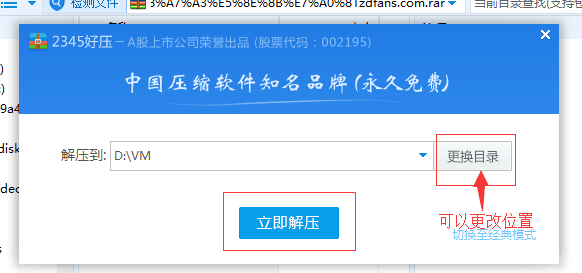 检测文件
3%A7%A3%E5%8E%8B%E7%A0%81zdfans.com.rar
当前目录查找(支持包
2345好压－A股上市公司荣誉出品 (股票代码：002195)
中国压缩软件知名品牌(永久免费)
9a4
disk
dec
s
解压到: D:\VM 更换目录
立即解压
可以更改位置
切换至经典模式